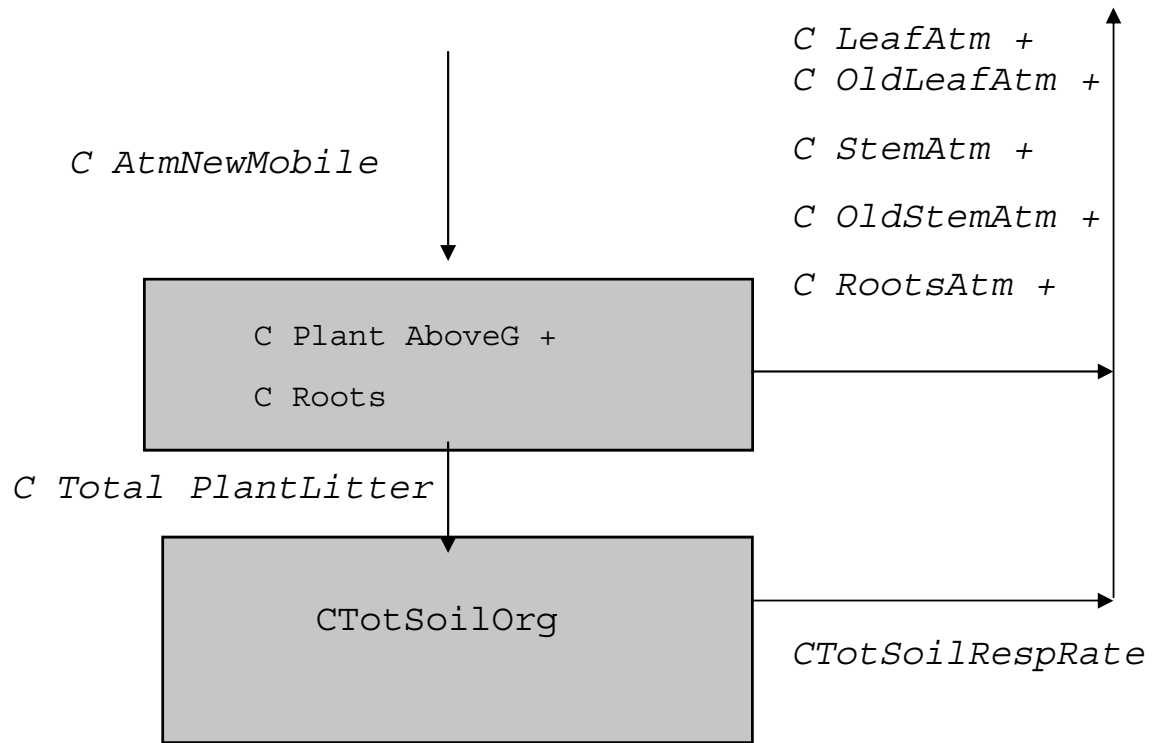 C LeafAtm +
C OldLeafAtm +
C AtmNewMobile
C StemAtm +
C OldStemAtm +
C RootsAtm +
C Plant AboveG +
C Roots
C Total PlantLitter
CTotSoilOrg
CTotSoilRespRate